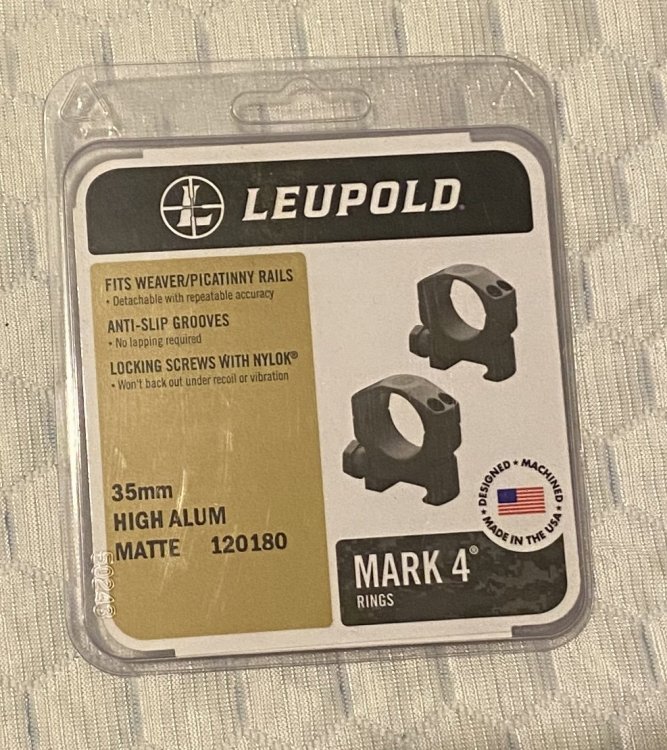 LEUPOLD®
FITS WEAVER/PICATINNY RAILS
• Detachable with repeatable accuracy
ANTI-SLIP GROOVES
• No lapping required
LOCKING SCREWS WITH NYLOK®
• Won't back out under recoil or vibration
35mm
HIGH ALUM
MATTE 120180
DESIGNED ★ MACHINED
★ MADE IN THE USA ★
MARK 4®
RINGS